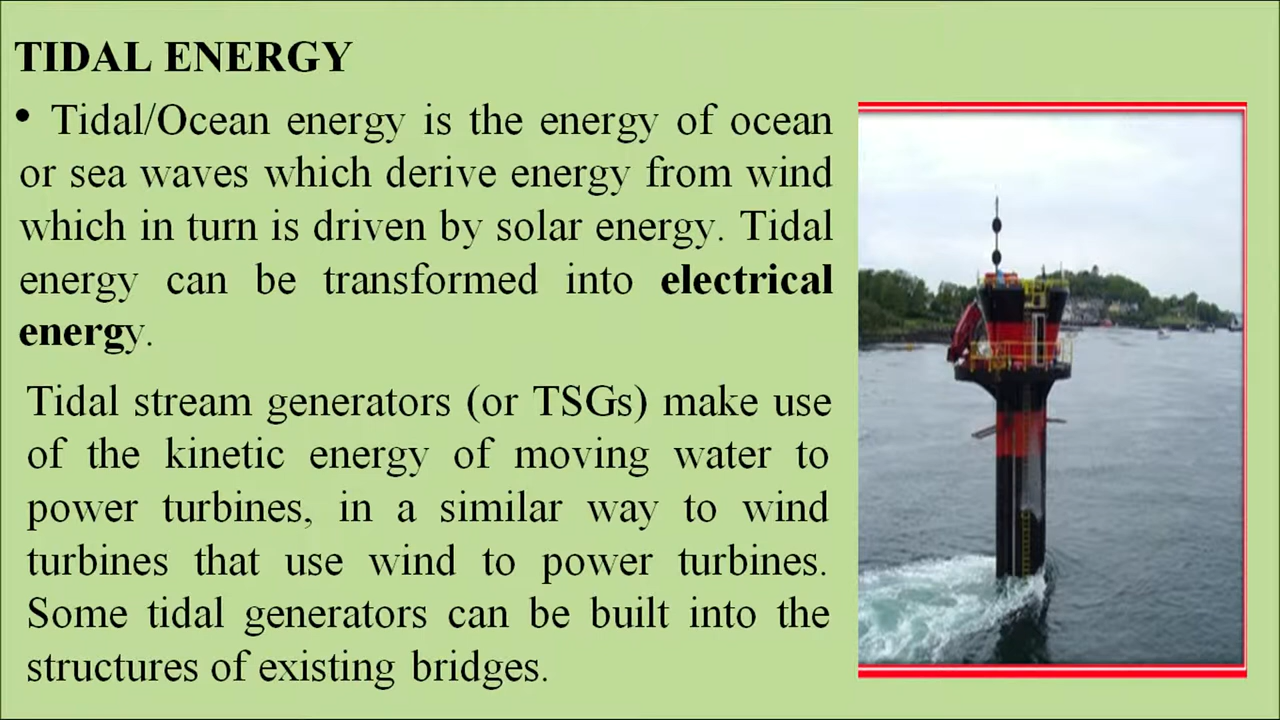 TIDAL ENERGY
• Tidal/Ocean energy is the energy of ocean
or sea waves which derive energy from wind
which in turn is driven by solar energy. Tidal
energy can be transformed into electrical
energy.
Tidal stream generators (or TSGs) make use
of the kinetic energy of moving water to
power turbines, in a similar way to wind
turbines that use wind to power turbines.
Some tidal generators can be built into the
structures of existing bridges.